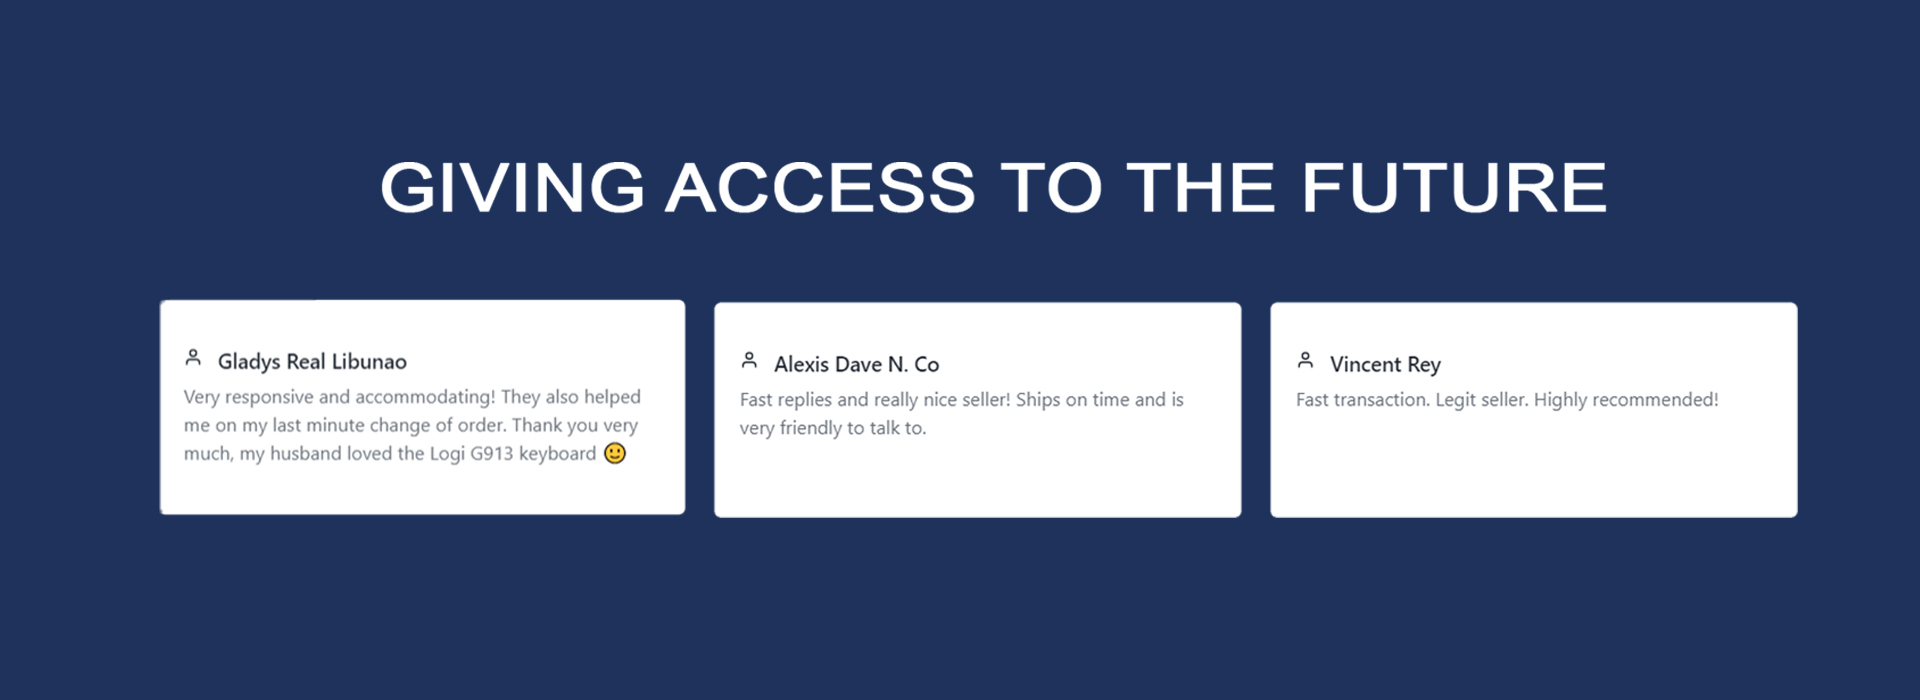 GIVING ACCESS TO THE FUTURE
Gladys Real Libunao
Very responsive and accommodating! They also helped
me on my last minute change of order. Thank you very
much, my husband loved the Logi G913 keyboard 🙂
Alexis Dave N. Co
Fast replies and really nice seller! Ships on time and is
very friendly to talk to.
Vincent Rey
Fast transaction. Legit seller. Highly recommended!